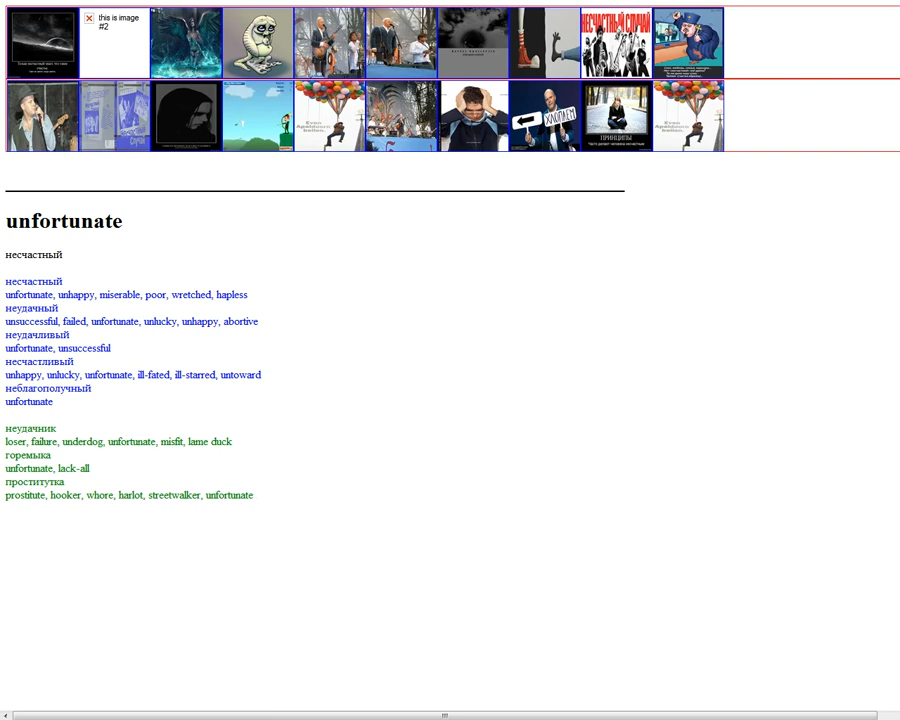 this is image
#2
НЕСЧАСТНЫЙ СЛУЧАЙ
ХЛОПАЕМ
ПРИНЦИПЫ
unfortunate
несчастный
несчастный
unfortunate, unhappy, miserable, poor, wretched, hapless
неудачный
unsuccessful, failed, unfortunate, unlucky, unhappy, abortive
неудачливый
unfortunate, unsuccessful
несчастливый
unhappy, unlucky, unfortunate, ill-fated, ill-starred, untoward
неблагополучный
unfortunate
неудачник
loser, failure, underdog, unfortunate, misfit, lame duck
горемыка
unfortunate, lack-all
проститутка
prostitute, hooker, whore, harlot, streetwalker, unfortunate